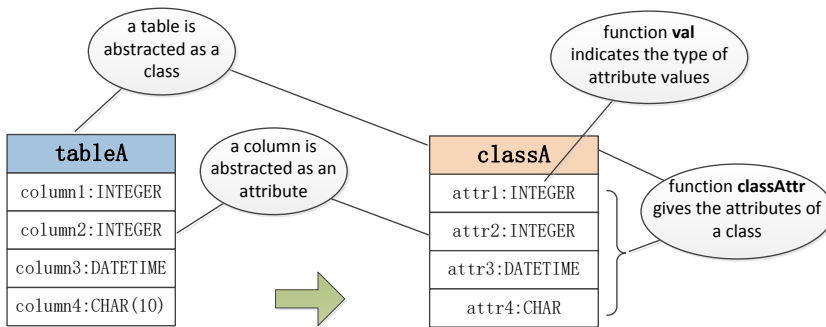 a table is
abstracted as a
class
function val
indicates the type of
attribute values
tableA
column1:INTEGER
column2:INTEGER
column3:DATETIME
column4:CHAR(10)
a column is
abstracted as an
attribute
classA
attr1:INTEGER
attr2:INTEGER
attr3:DATETIME
attr4:CHAR
function classAttr
gives the attributes of
a class